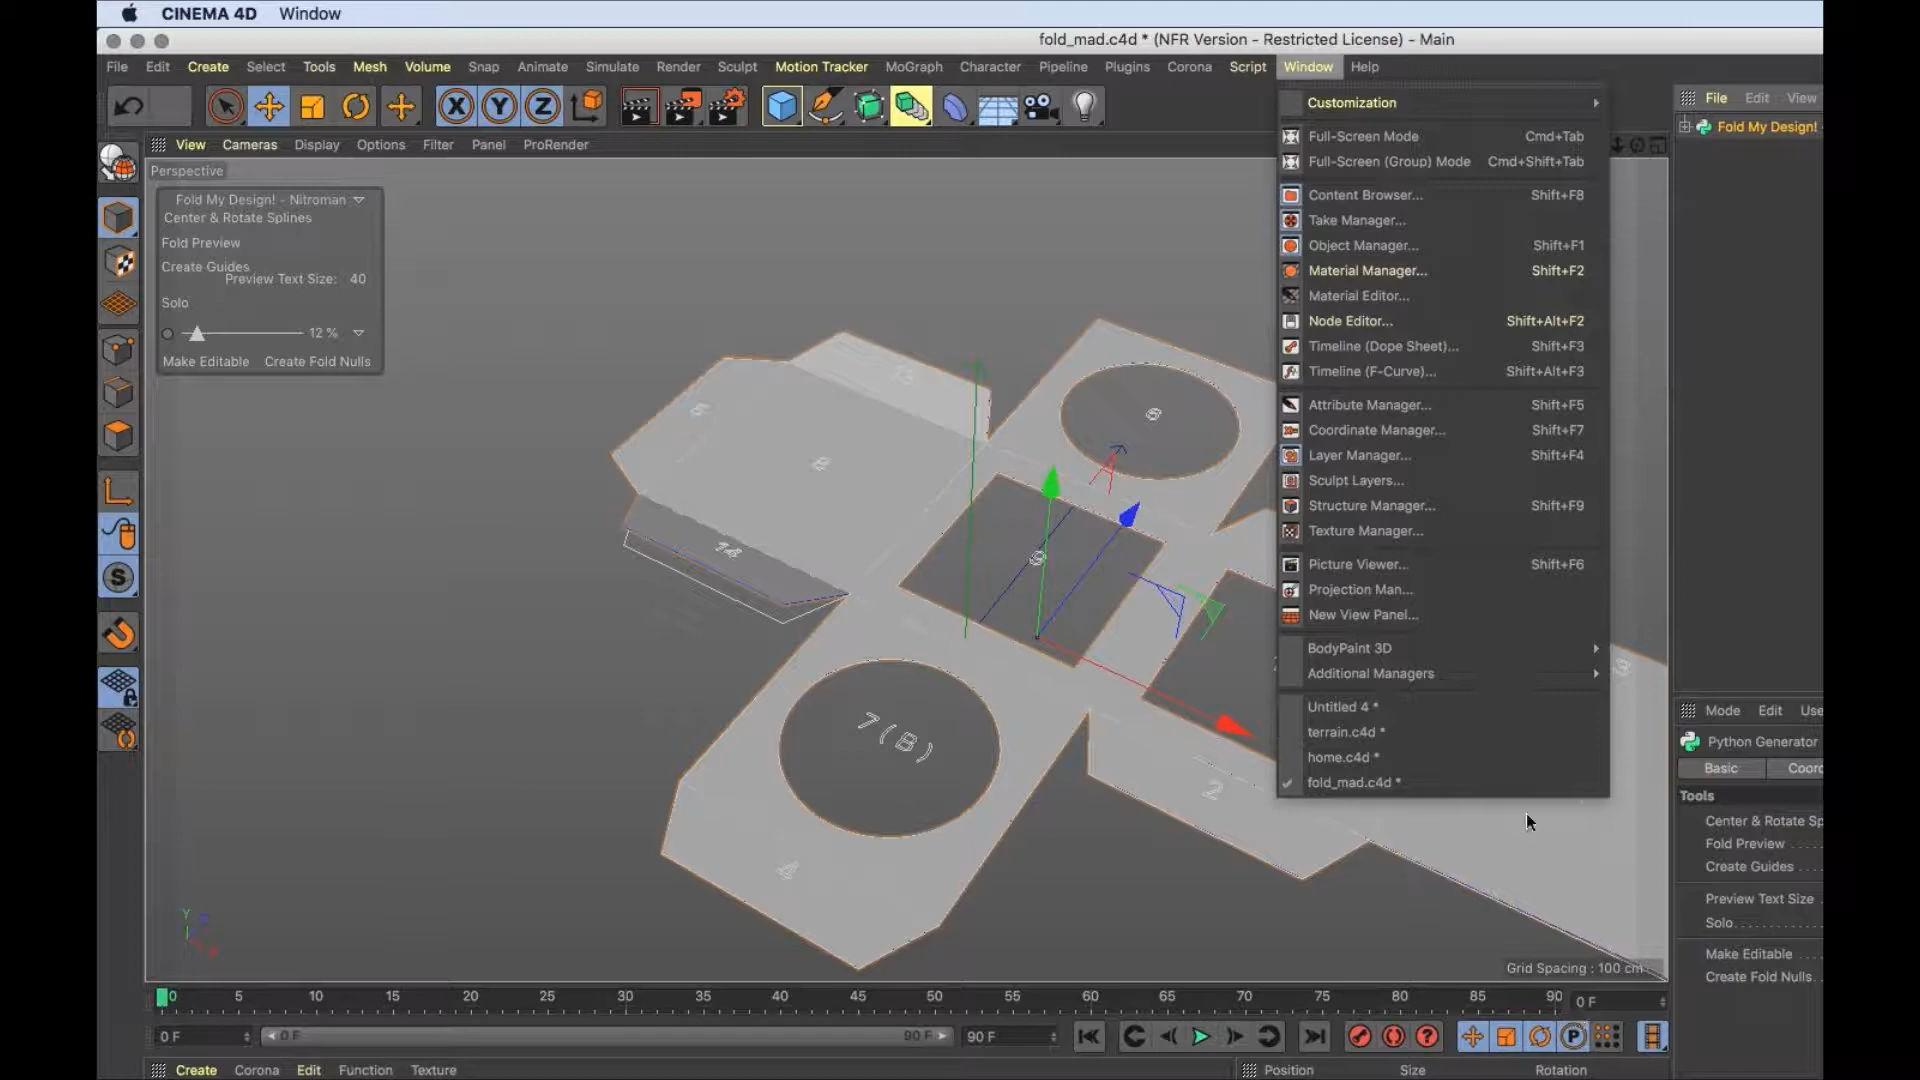 CINEMA 4D Window
fold_mad.c4d * (NFR Version - Restricted License) - Main
File Edit Create Select Tools Mesh Volume Snap Animate Simulate Render Sculpt Motion Tracker MoGraph Character Pipeline Plugins Corona Script Window Help
X Y Z
View Cameras Display Options Filter Panel ProRender
Perspective
Fold My Design! - Nitroman
Center & Rotate Splines
Fold Preview
Create Guides
Preview Text Size: 40
Solo
12 %
Make Editable Create Fold Nulls
Customization
Full-Screen Mode Cmd+Tab
Full-Screen (Group) Mode Cmd+Shift+Tab
Content Browser... Shift+F8
Take Manager...
Object Manager... Shift+F1
Material Manager... Shift+F2
Material Editor...
Node Editor... Shift+Alt+F2
Timeline (Dope Sheet)... Shift+F3
Timeline (F-Curve)... Shift+Alt+F3
Attribute Manager... Shift+F5
Coordinate Manager... Shift+F7
Layer Manager... Shift+F4
Sculpt Layers...
Structure Manager... Shift+F9
Texture Manager...
Picture Viewer... Shift+F6
Projection Man...
New View Panel...
BodyPaint 3D
Additional Managers
Untitled 4 *
terrain.c4d *
home.c4d *
fold_mad.c4d *
File Edit View
Fold My Design!
14
7(B)
4
2
Y
S
Mode Edit Use
Python Generator
Basic Coord
Tools
Center & Rotate Sp
Fold Preview
Create Guides
Preview Text Size
Solo
Make Editable
Create Fold Nulls
Grid Spacing : 100 cm
0 5 10 15 20 25 30 35 40 45 50 55 60 65 70 75 80 85 90 0 F
0 F 0 F 90 F 90 F
P
Create Corona Edit Function Texture Position Size Rotation